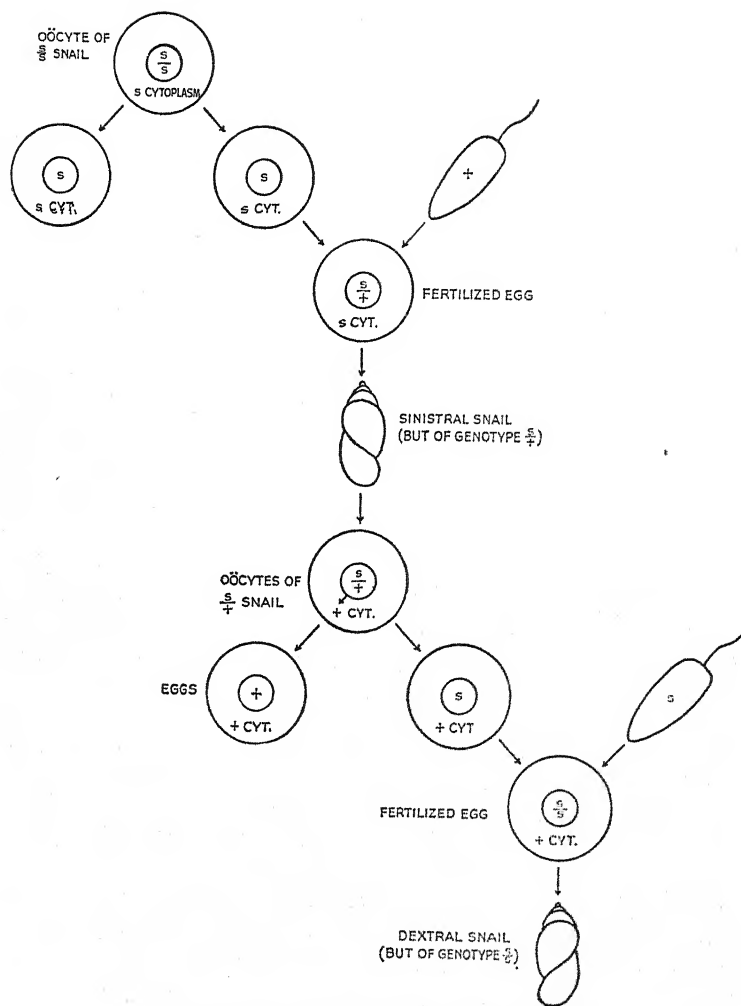 OÖCYTE OF
s/s SNAIL
s/s
s CYTOPLASM
s
s CYT.
s
s CYT.
+
s/+
s CYT.
FERTILIZED EGG
SINISTRAL SNAIL
(BUT OF GENOTYPE s/+)
OÖCYTES OF
s/+ SNAIL
s/+
+ CYT.
EGGS
+
+ CYT.
s
+ CYT
s
FERTILIZED EGG
s/s
+ CYT.
DEXTRAL SNAIL
(BUT OF GENOTYPE s/s)